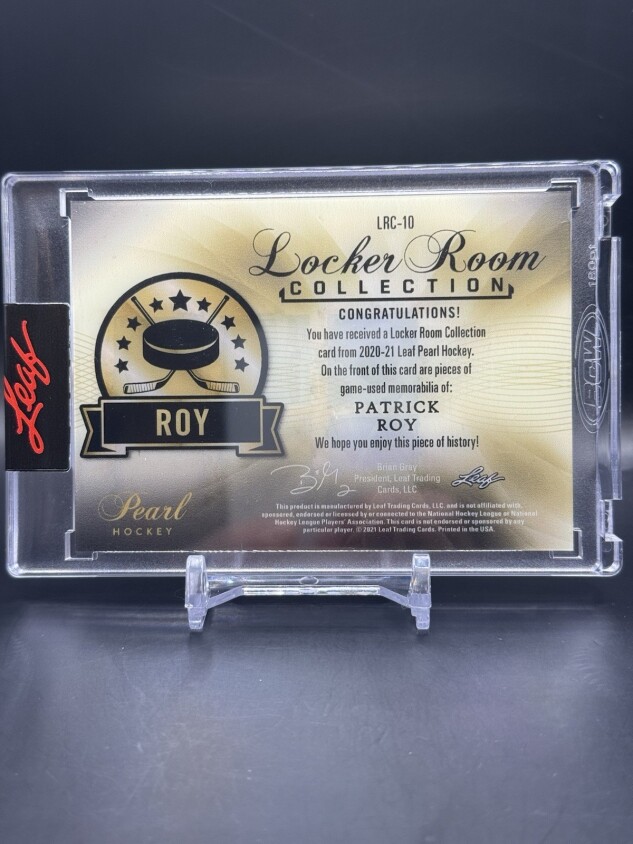 LRC-10
Locker Room
COLLECTION
CONGRATULATIONS!
You have received a Locker Room Collection
card from 2020-21 Leaf Pearl Hockey.
On the front of this card are pieces of
game-used memorabilia of:
PATRICK
ROY
We hope you enjoy this piece of history!
Brian Gray
President, Leaf Trading
Cards, LLC
Leaf
This product is manufactured by Leaf Trading Cards, LLC. and is not affiliated with,
sponsored, endorsed or licensed by or connected to the National Hockey League or National
Hockey League Players' Association. This card is not endorsed or sponsored by any
particular player. © 2021 Leaf Trading Cards. Printed in the USA.
ROY
Pearl
HOCKEY
Leaf
BCW
180pt